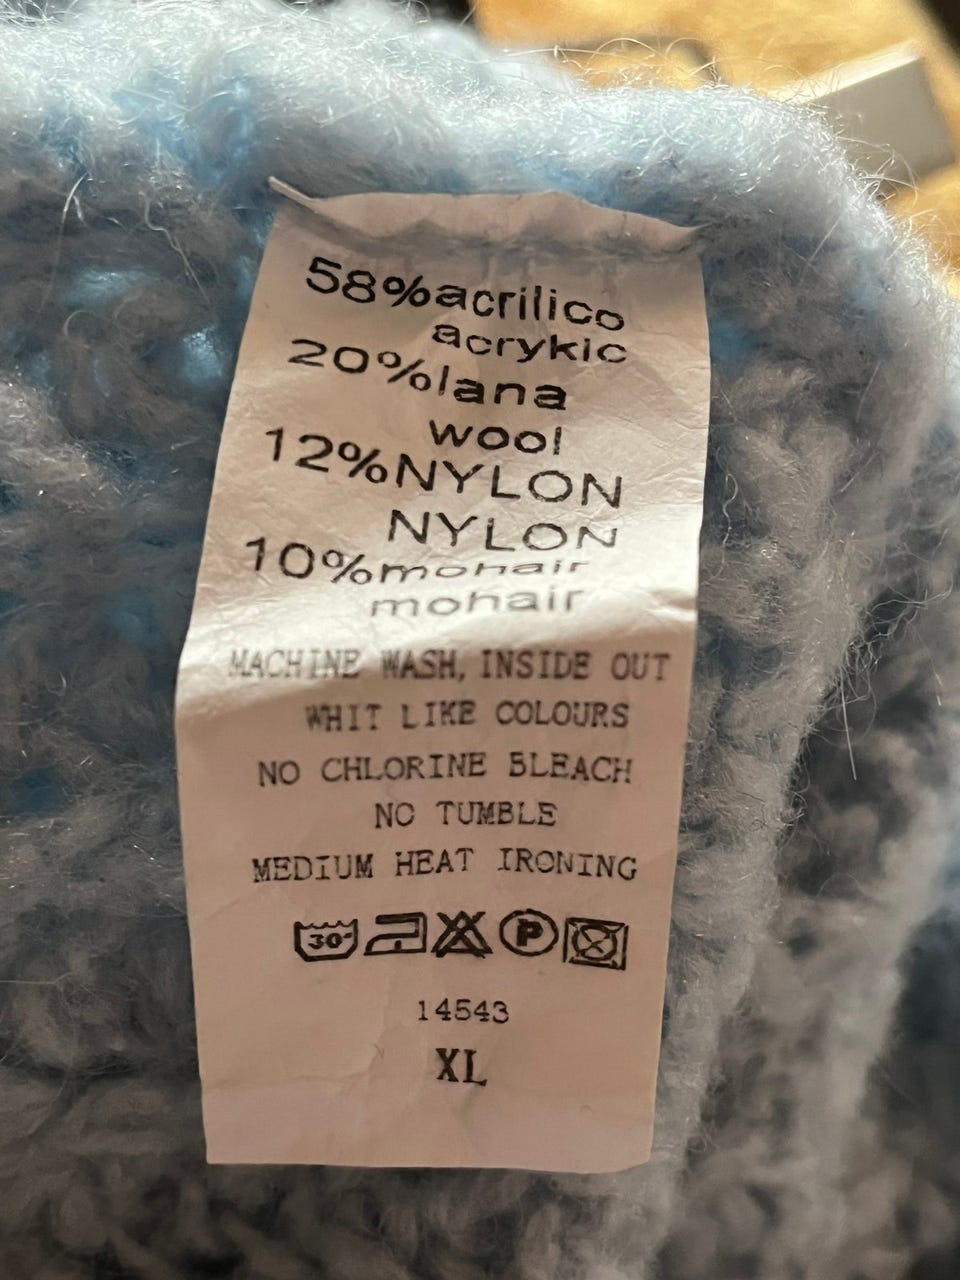 58%acrilico
acrykic
20%lana
wool
12%NYLON
NYLON
10%mohair
mohair
MACHINE WASH, INSIDE OUT
WHIT LIKE COLOURS
NO CHLORINE BLEACH
NO TUMBLE
MEDIUM HEAT IRONING
30° P
14543
XL